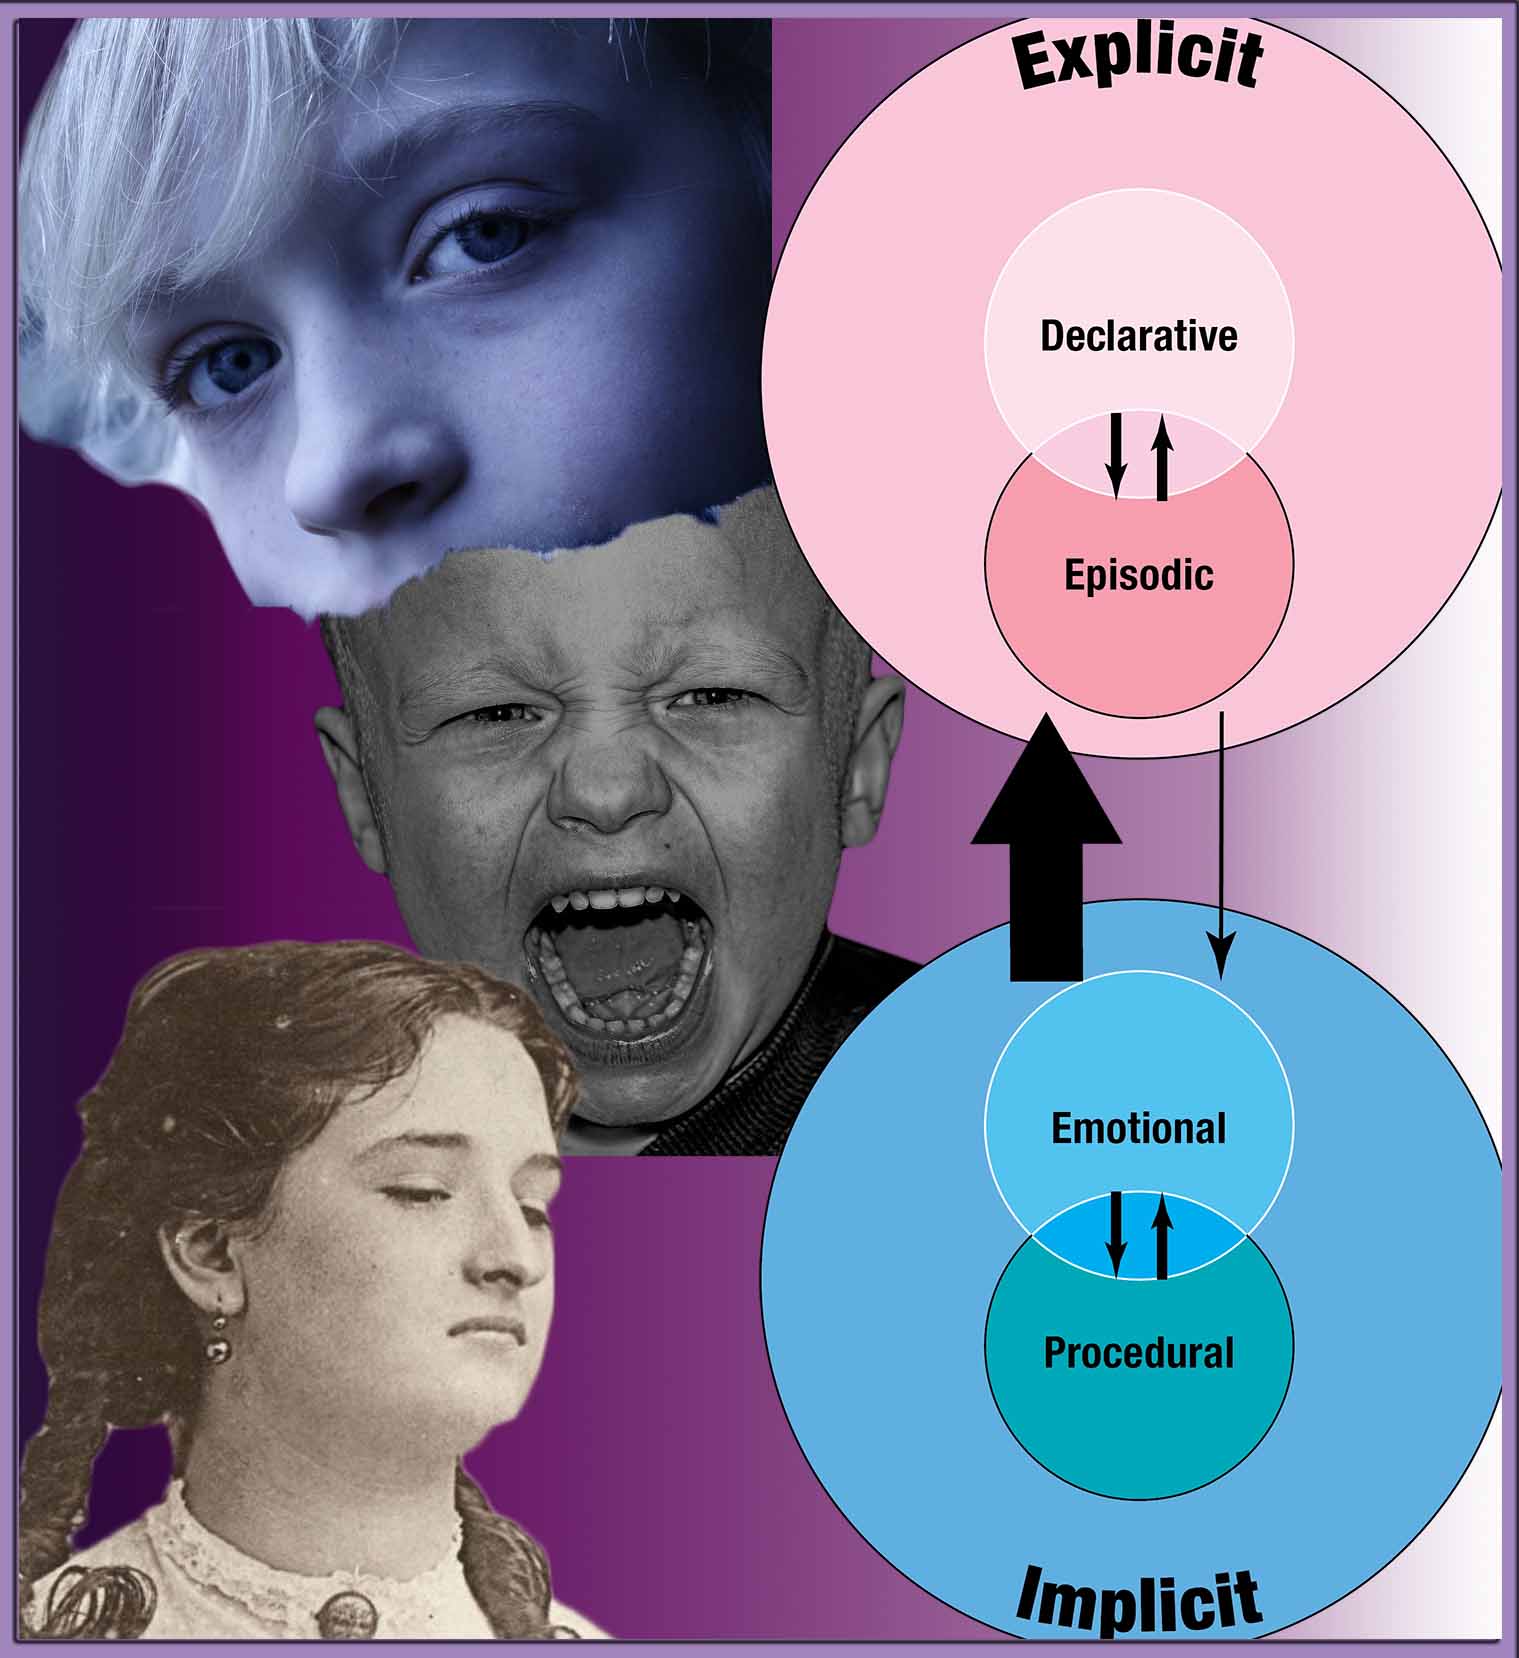 Explicit
Declarative
Episodic
Emotional
Procedural
Implicit